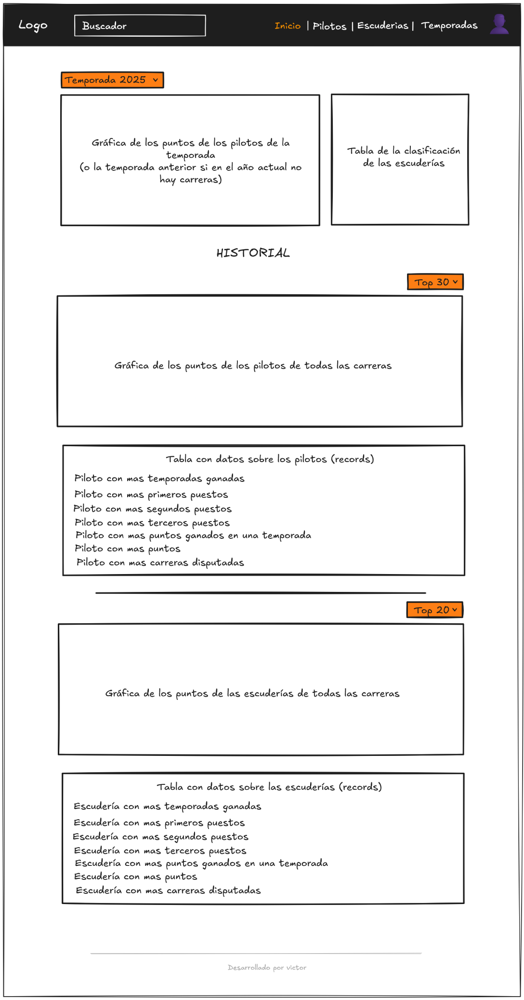 Logo
Buscador
Inicio | Pilotos | Escuderias | Temporadas
Temporada 2025
Gráfica de los puntos de los pilotos de la
temporada
(o la temporada anterior si en el año actual no
hay carreras)
Tabla de la clasificación
de las escuderías
HISTORIAL
Top 30
Gráfica de los puntos de los pilotos de todas las carreras
Tabla con datos sobre los pilotos (records)
Piloto con mas temporadas ganadas
Piloto con mas primeros puestos
Piloto con mas segundos puestos
Piloto con mas terceros puestos
Piloto con mas puntos ganados en una temporada
Piloto con mas puntos
Piloto con mas carreras disputadas
Top 20
Gráfica de los puntos de las escuderías de todas las carreras
Tabla con datos sobre las escuderías (records)
Escudería con mas temporadas ganadas
Escudería con mas primeros puestos
Escudería con mas segundos puestos
Escudería con mas terceros puestos
Escudería con mas puntos ganados en una temporada
Escudería con mas puntos
Escudería con mas carreras disputadas
Desarrollado por victor